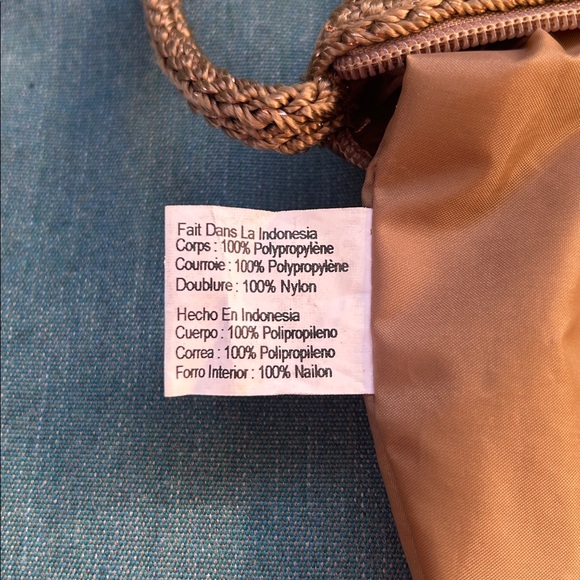 Fait Dans La Indonesia
Corps : 100% Polypropylène
Courroie : 100% Polypropylène
Doublure : 100% Nylon
Hecho En Indonesia
Cuerpo : 100% Polipropileno
Correa : 100% Polipropileno
Forro Interior : 100% Nailon